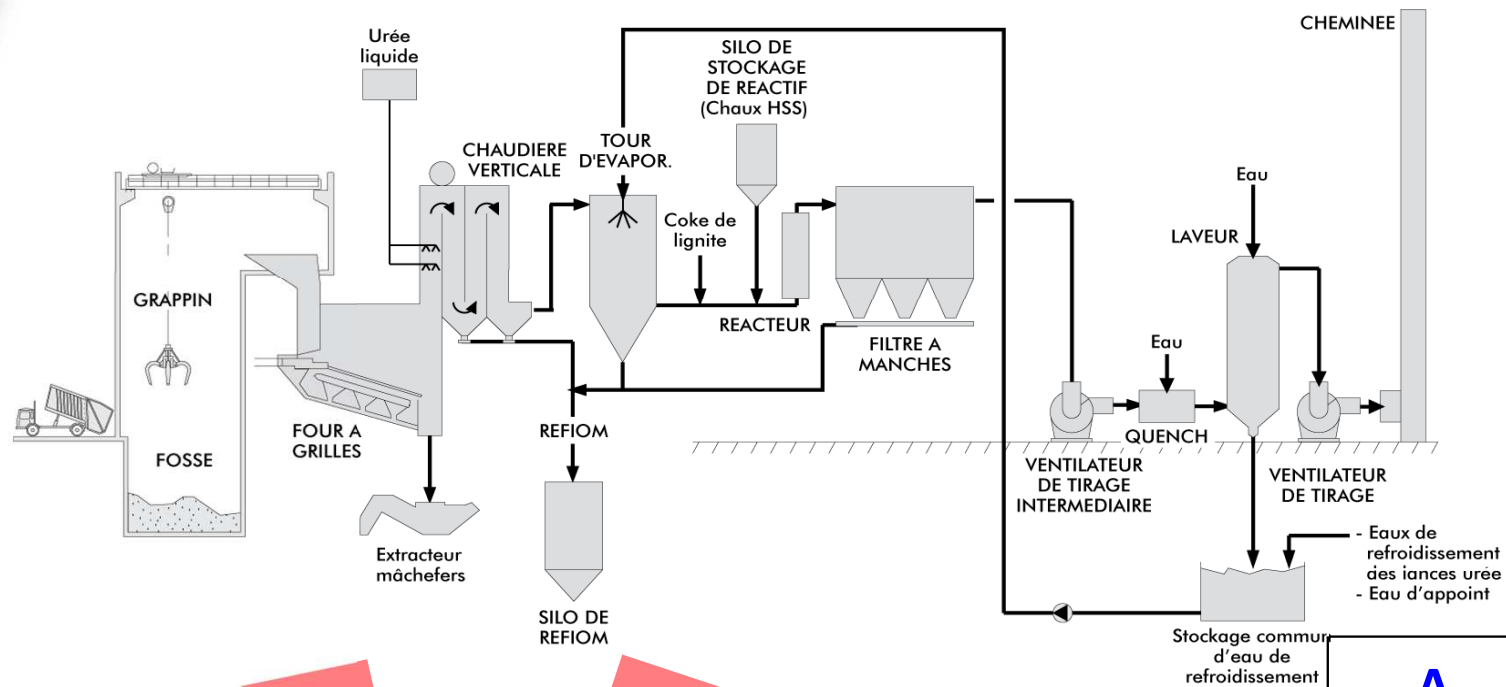 CHEMINEE
Urée
liquide
SILO DE
STOCKAGE
DE REACTIF
(Chaux HSS)
CHAUDIERE
VERTICALE
TOUR
D'EVAPOR.
Coke de
lignite
Eau
LAVEUR
GRAPPIN
REACTEUR
FILTRE A
MANCHES
Eau
FOUR A
GRILLES
REFIOM
QUENCH
FOSSE
VENTILATEUR
DE TIRAGE
INTERMEDIAIRE
VENTILATEUR
DE TIRAGE
Extracteur
mâchefers
- Eaux de
refroidissement
des lances urée
- Eau d'appoint
SILO DE
REFIOM
Stockage commun
d'eau de
refroidissement
A